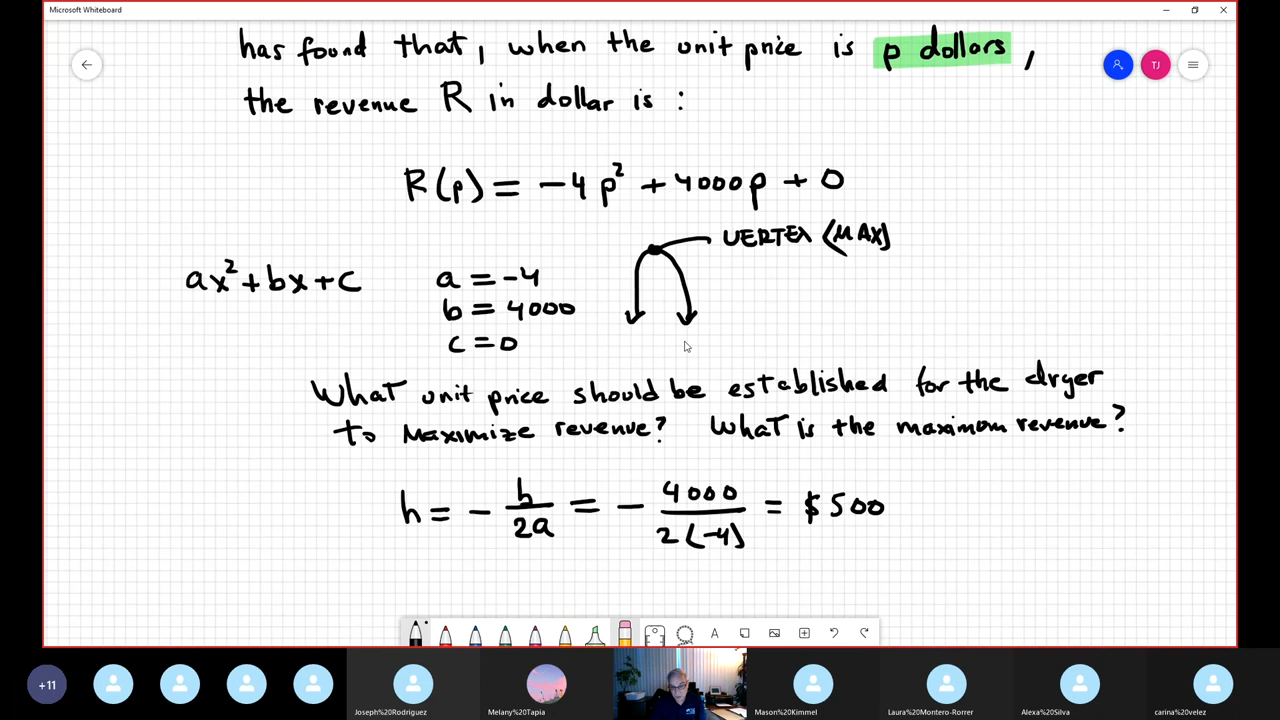 Microsoft Whiteboard
has found that, when the unit price is p dollars,
the revenue R in dollar is :
TJ
R(p) = -4p² + 4000p + 0
VERTEX (MAX)
ax² + bx + c
a = -4
b = 4000
c = 0
What unit price should be established for the dryer
to Maximize revenue? What is the maximum revenue?
h = - b/2a = - 4000/2(-4) = $500
A
+11
Joseph%20Rodriguez
Melany%20Tapia
Mason%20Kimmel
Laura%20Montero-Rorrer
Alexa%20Silva
carina%20velez